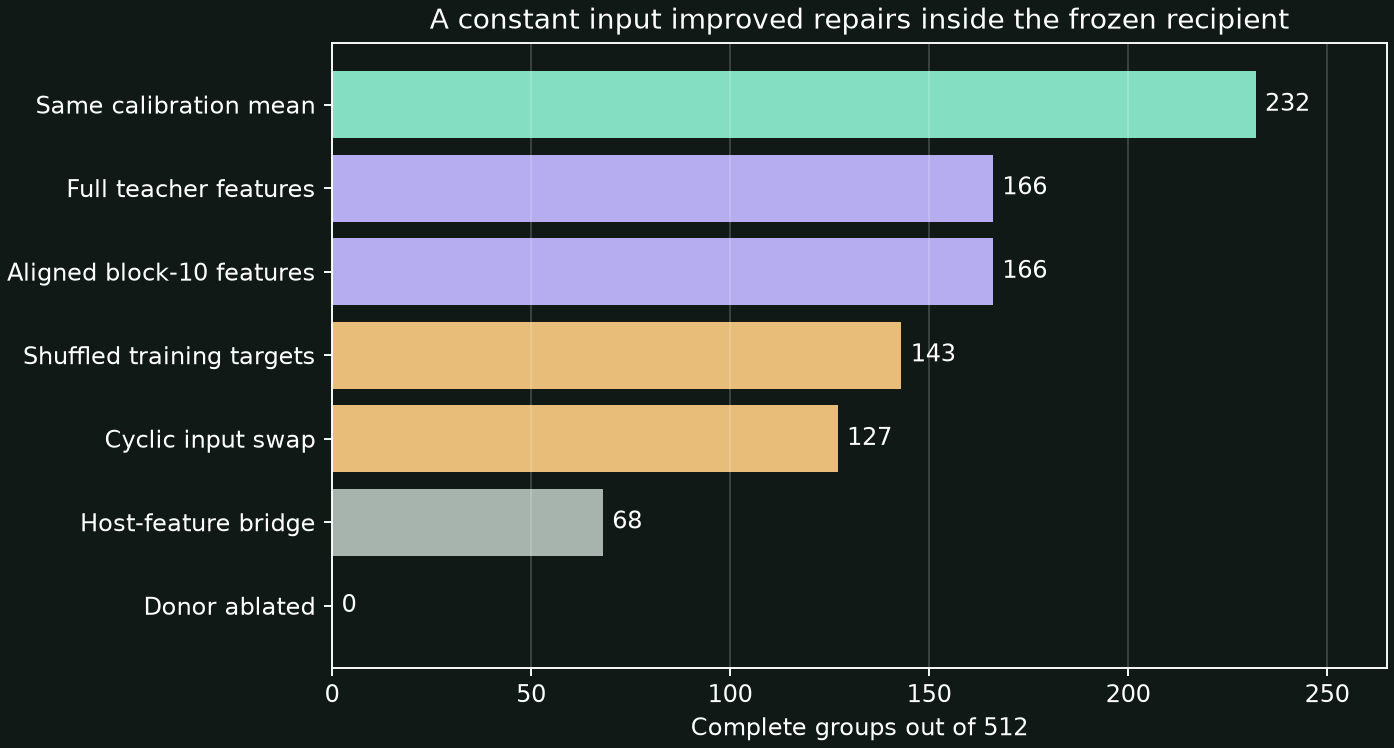 A constant input improved repairs inside the frozen recipient
Same calibration mean
232
Full teacher features
166
Aligned block-10 features
166
Shuffled training targets
143
Cyclic input swap
127
Host-feature bridge
68
Donor ablated
0
0 50 100 150 200 250
Complete groups out of 512